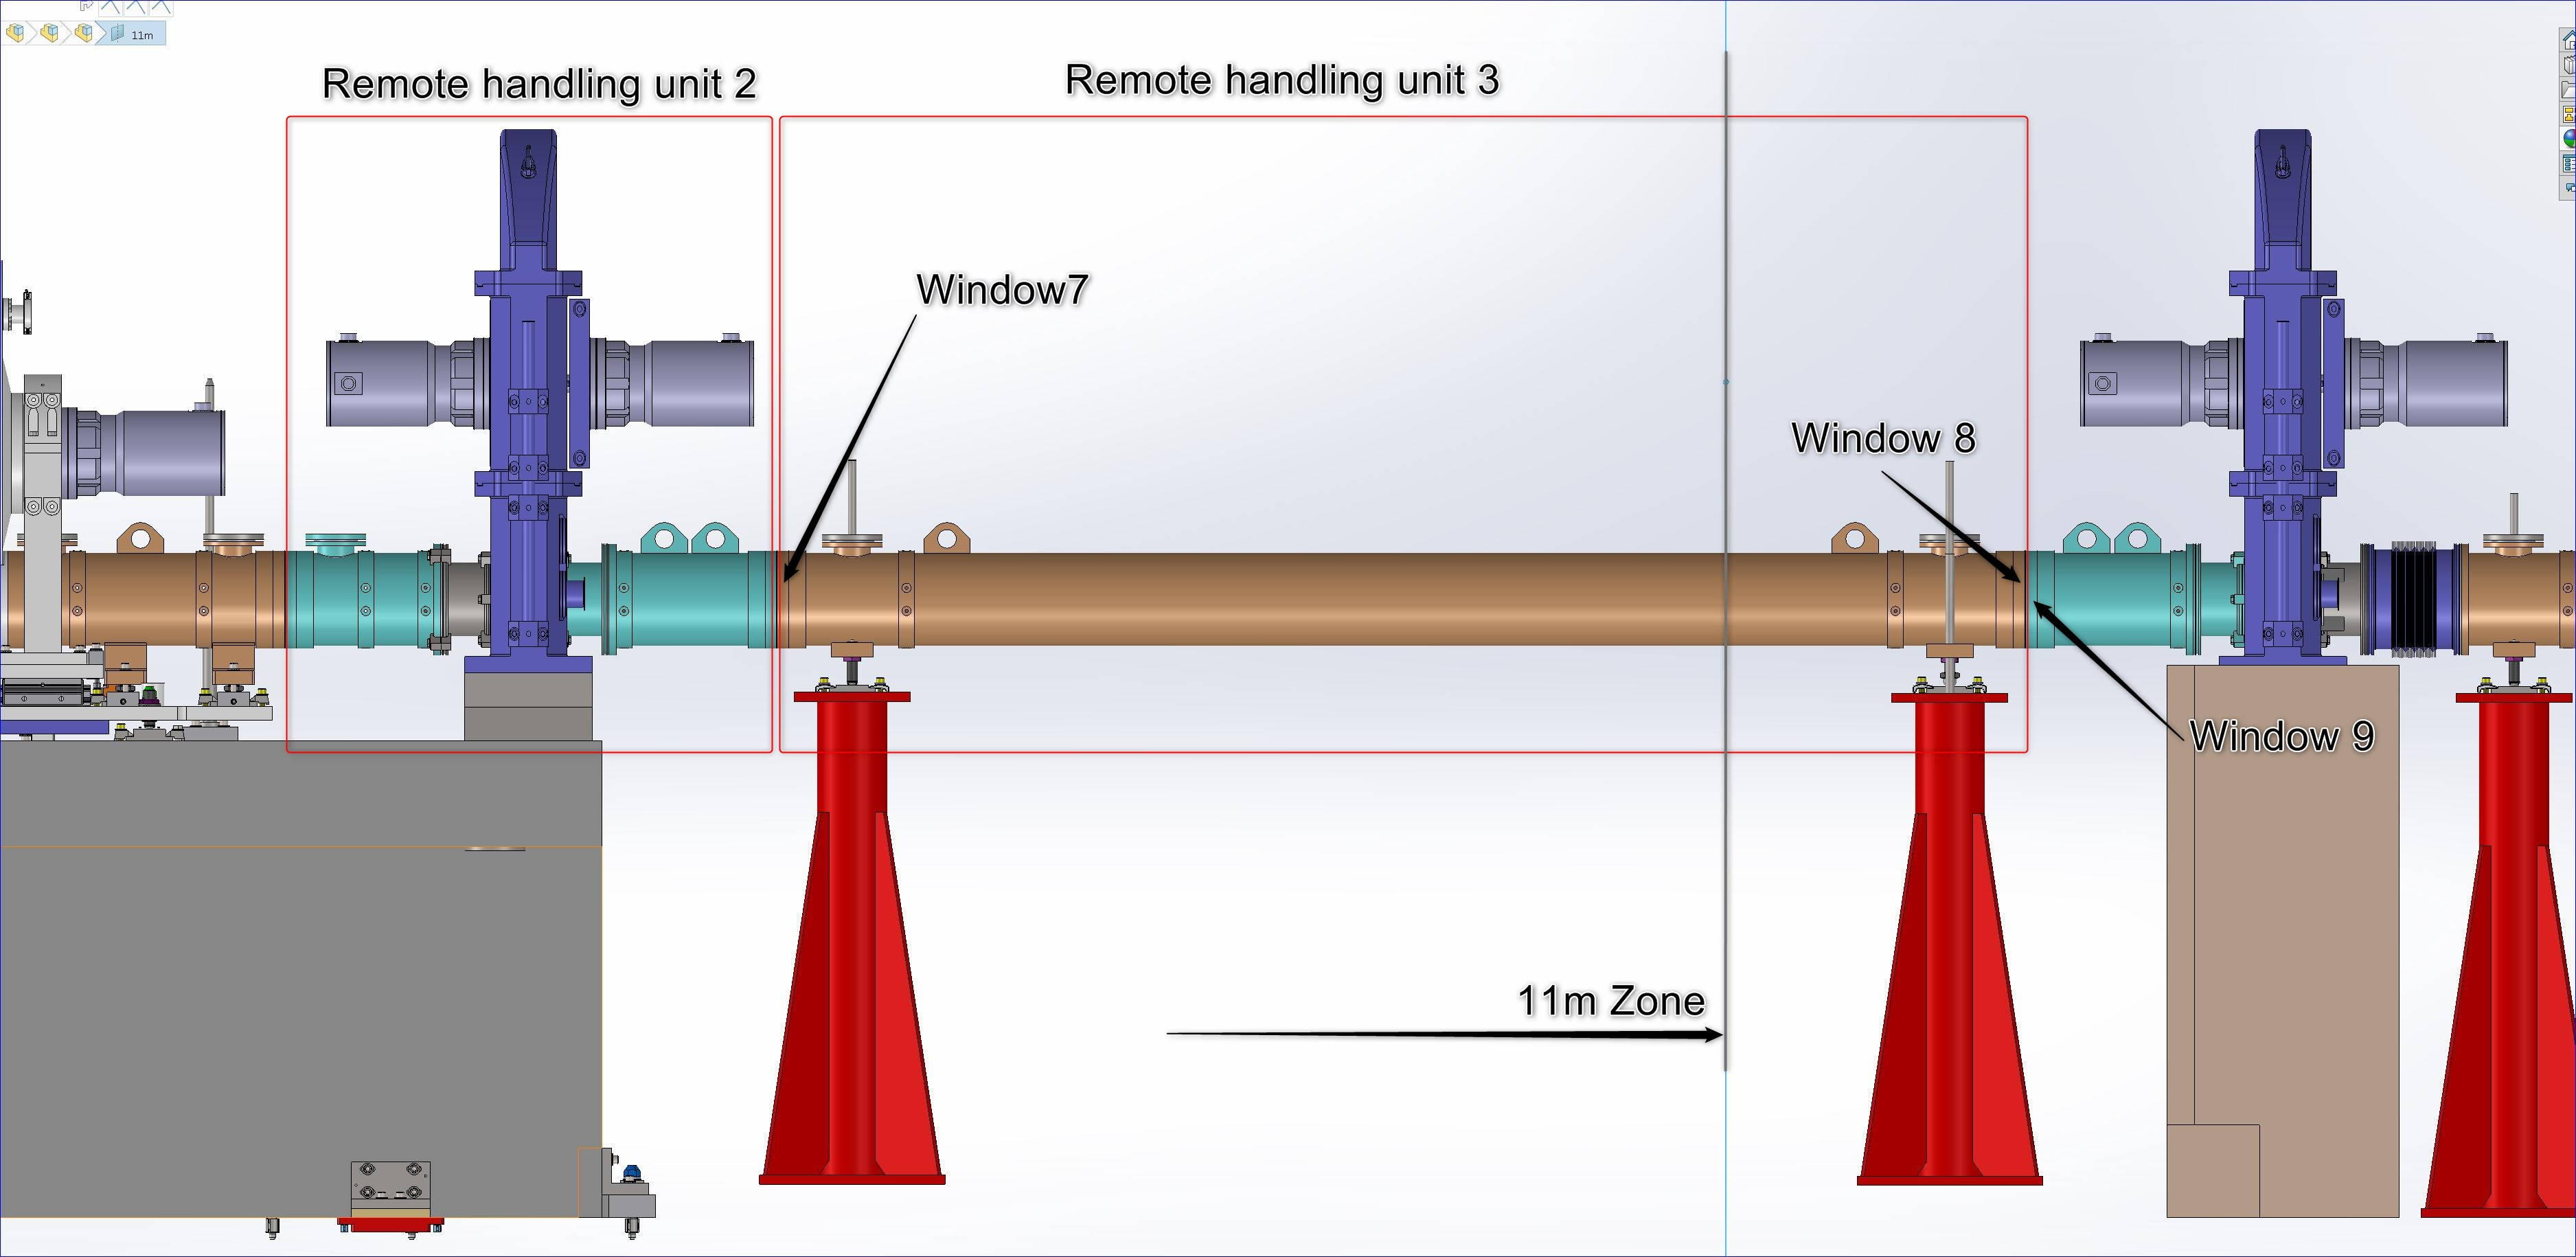 11m
Remote handling unit 2
Remote handling unit 3
Window7
Window 8
Window 9
11m Zone